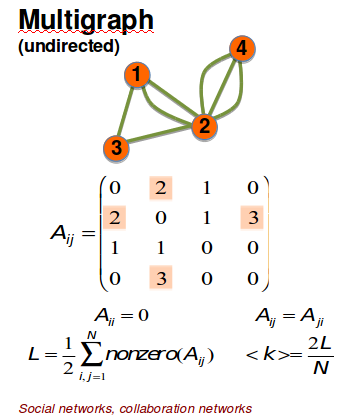 Multigraph
(undirected)
4
1
2
3
A_{ij} = \begin{pmatrix} 0 & 2 & 1 & 0 \\ 2 & 0 & 1 & 3 \\ 1 & 1 & 0 & 0 \\ 0 & 3 & 0 & 0 \end{pmatrix}
A_{ii} = 0 A_{ij} = A_{ji}
L = \frac{1}{2} \sum_{i,j=1}^{N} nonzero(A_{ij}) <k> = \frac{2L}{N}
Social networks, collaboration networks